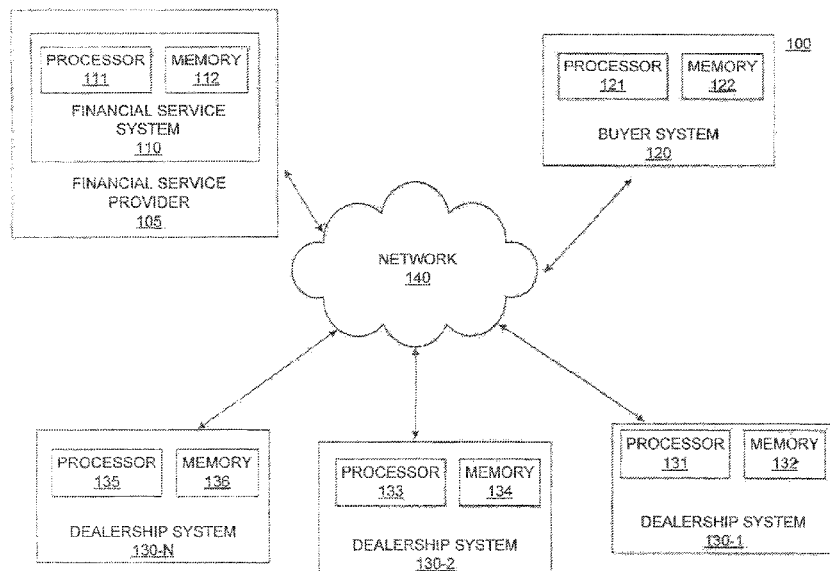 PROCESSOR
111
MEMORY
112
FINANCIAL SERVICE
SYSTEM
110
FINANCIAL SERVICE
PROVIDER
105
100
PROCESSOR
121
MEMORY
122
BUYER SYSTEM
120
NETWORK
140
PROCESSOR
135
MEMORY
136
DEALERSHIP SYSTEM
130-N
PROCESSOR
133
MEMORY
134
DEALERSHIP SYSTEM
130-2
PROCESSOR
131
MEMORY
132
DEALERSHIP SYSTEM
130-1